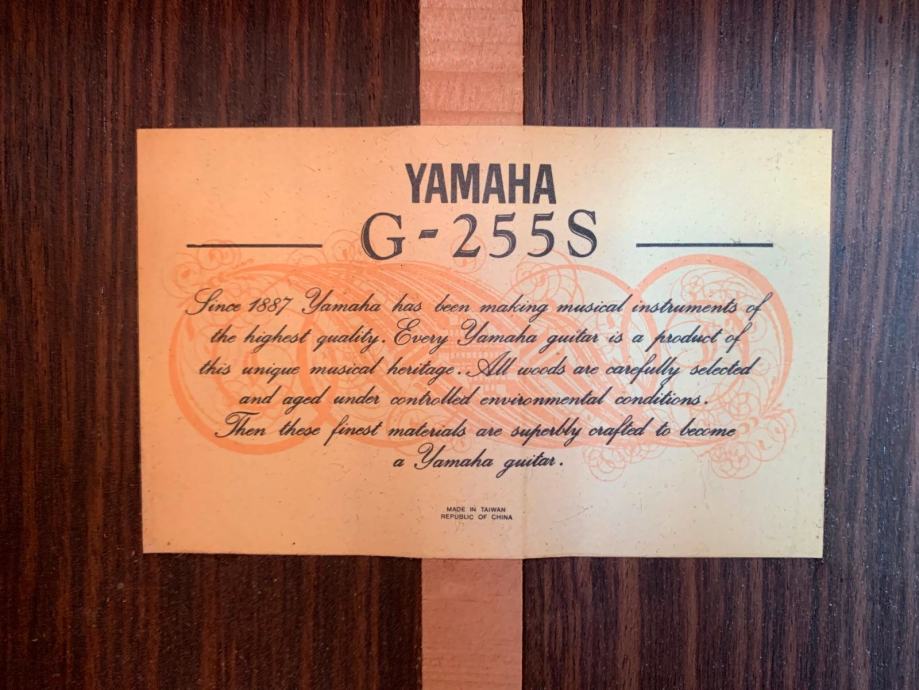 YAMAHA
G-255S
Since 1887 Yamaha has been making musical instruments of
the highest quality. Every Yamaha guitar is a product of
this unique musical heritage. All woods are carefully selected
and aged under controlled environmental conditions.
Then these finest materials are superbly crafted to become
a Yamaha guitar.
MADE IN TAIWAN
REPUBLIC OF CHINA